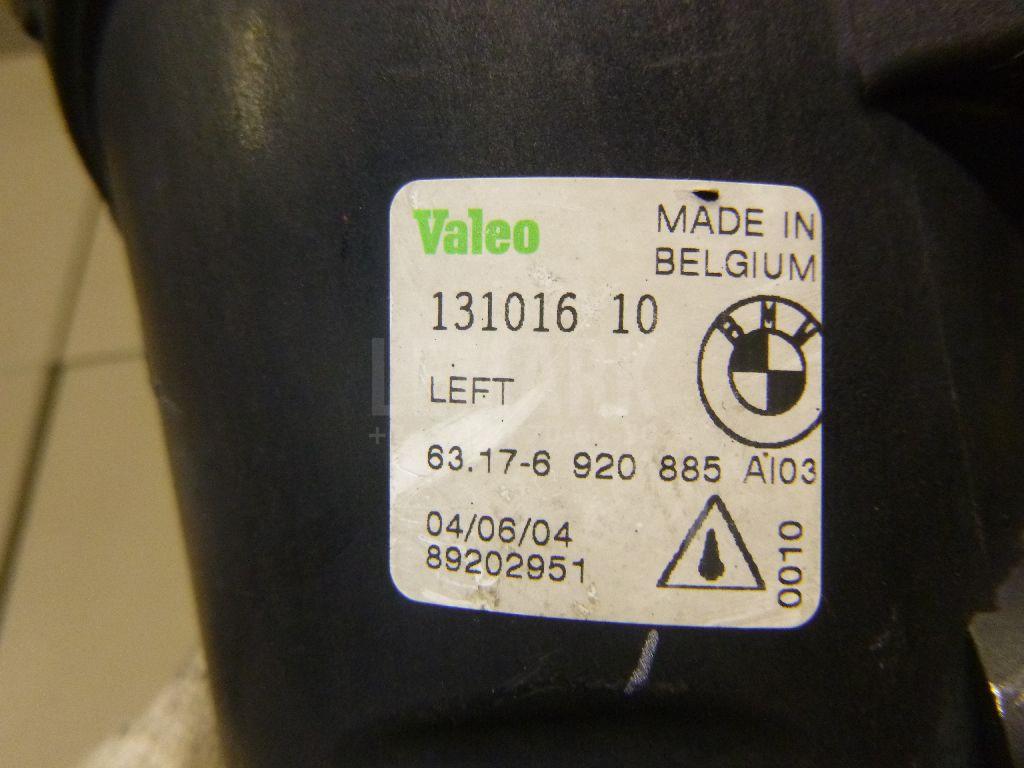 Valeo
MADE IN
BELGIUM
131016 10
BMW
LEFT
63.17-6 920 885 AI03
04/06/04
89202951
0010